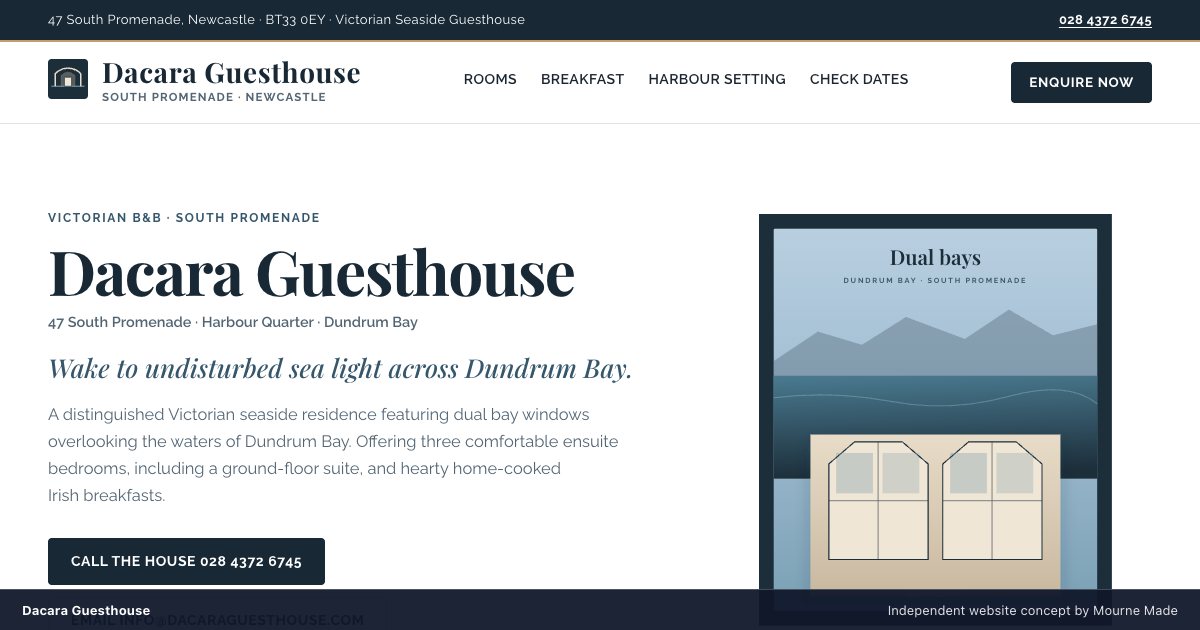 47 South Promenade, Newcastle · BT33 0EY · Victorian Seaside Guesthouse
028 4372 6745
Dacara Guesthouse
SOUTH PROMENADE · NEWCASTLE
ROOMS
BREAKFAST
HARBOUR SETTING
CHECK DATES
ENQUIRE NOW
VICTORIAN B&B · SOUTH PROMENADE
Dacara Guesthouse
47 South Promenade · Harbour Quarter · Dundrum Bay
Wake to undisturbed sea light across Dundrum Bay.
A distinguished Victorian seaside residence featuring dual bay windows
overlooking the waters of Dundrum Bay. Offering three comfortable ensuite
bedrooms, including a ground-floor suite, and hearty home-cooked
Irish breakfasts.
CALL THE HOUSE 028 4372 6745
EMAIL INFO@DACARAGUESTHOUSE.COM
Dual bays
DUNDRUM BAY · SOUTH PROMENADE
Dacara Guesthouse
Independent website concept by Mourne Made